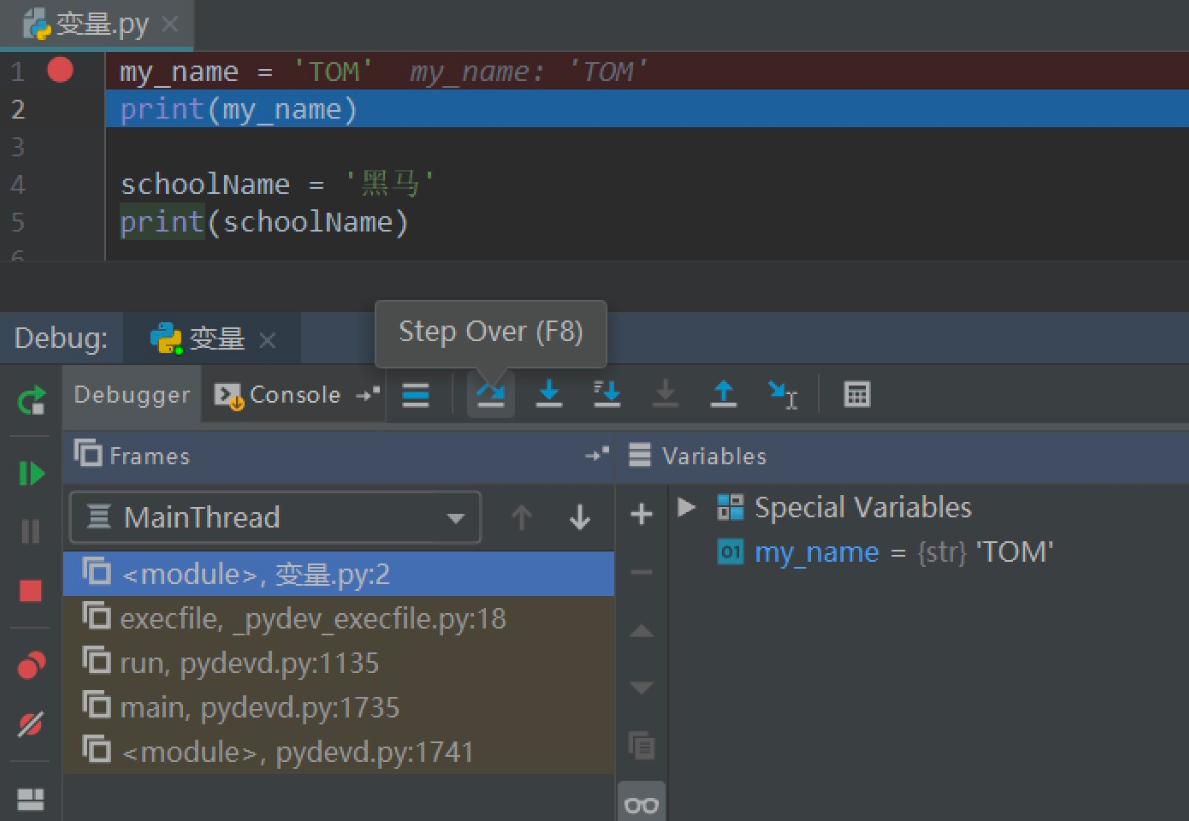 变量.py
1 my_name = 'TOM' my_name: 'TOM'
2 print(my_name)
3
4 schoolName = '黑马'
5 print(schoolName)
6
Step Over (F8)
Debug: 变量
Debugger Console
Frames
Variables
MainThread
Special Variables
01 my_name = {str} 'TOM'
<module>, 变量.py:2
execfile, _pydev_execfile.py:18
run, pydevd.py:1135
main, pydevd.py:1735
<module>, pydevd.py:1741